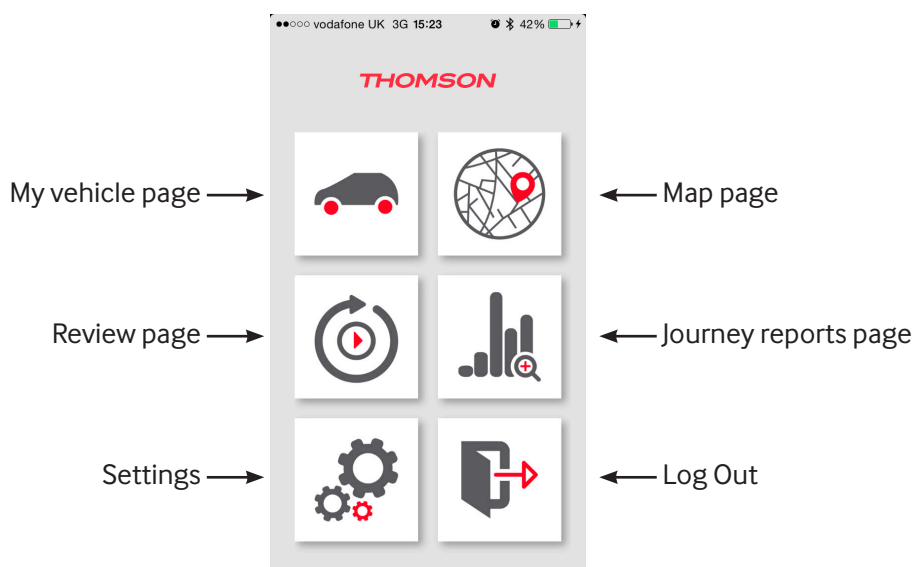 ●●○○○ vodafone UK 3G 15:23 42%
THOMSON
My vehicle page
Map page
Review page
Journey reports page
Settings
Log Out